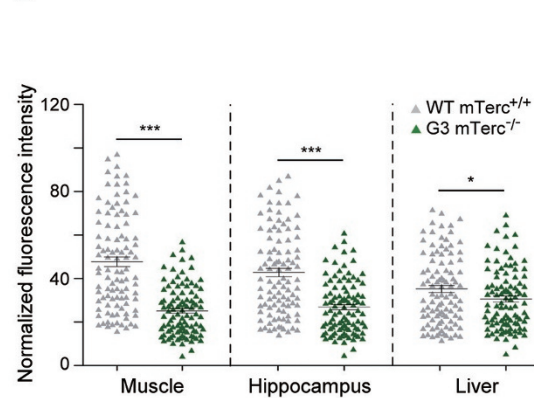 Normalized fluorescence intensity
120
80
40
0
***
***
*
WT mTerc+/+
G3 mTerc-/-
Muscle
Hippocampus
Liver